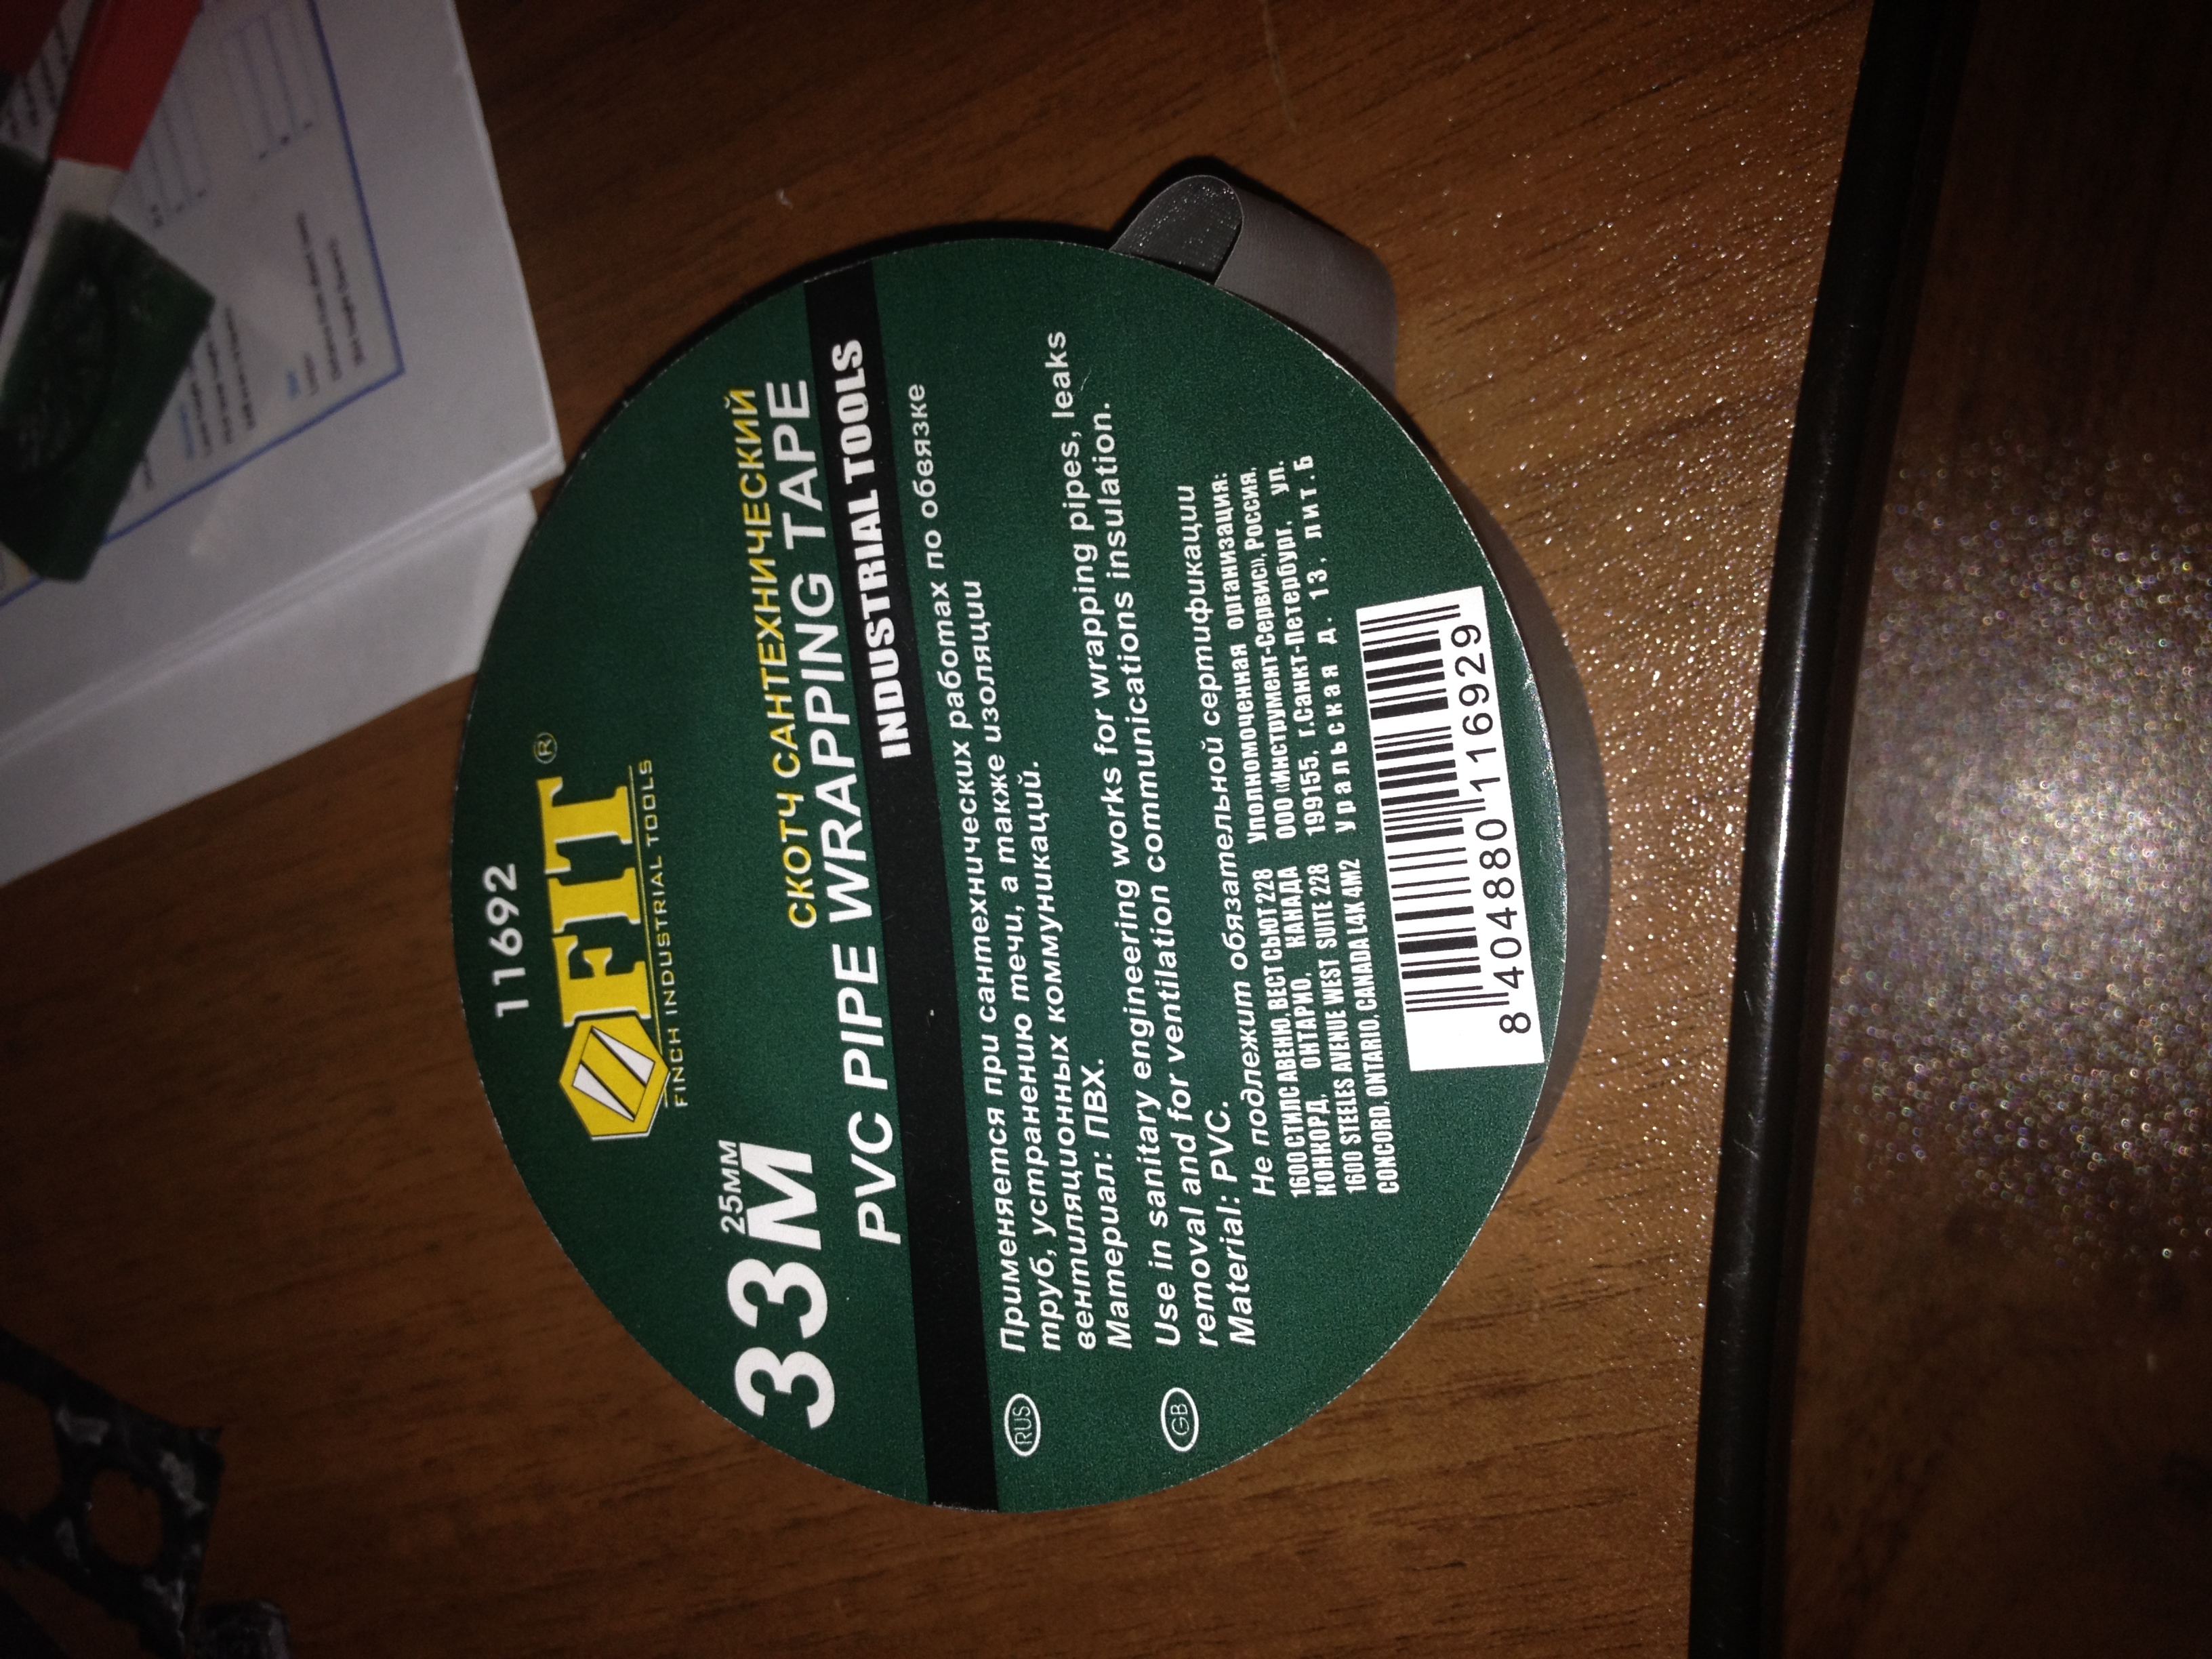 11692
FIT®
FINCH INDUSTRIAL TOOLS
25мм
33М
СКОТЧ САНТЕХНИЧЕСКИЙ
PVC PIPE WRAPPING TAPE
INDUSTRIAL TOOLS
RUS
Применяется при сантехнических работах по обвязке
труб, устранению течи, а также изоляции
вентиляционных коммуникаций.
Материал: ПВХ.
GB
Use in sanitary engineering works for wrapping pipes, leaks
removal and for ventilation communications insulation.
Material: PVC.
Не подлежит обязательной сертификации
1600 СТИЛС АВЕНЮ, ВЕСТ СЬЮТ 228
КОНКОРД, ОНТАРИО, КАНАДА
1600 STEELES AVENUE WEST SUITE 228
CONCORD, ONTARIO, CANADA L4K 4M2
Уполномоченная организация:
ООО «Инструмент-Сервис», Россия,
199155, г.Санкт-Петербург, ул.
Уральская д.13, лит.Б
8 404880 116929